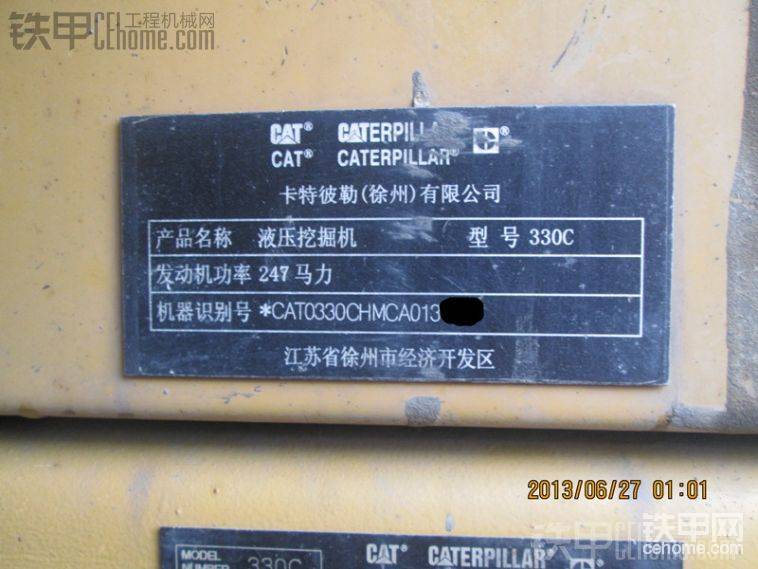 铁甲 工程机械网
CEhome.com
CAT® CATERPILLAR ®
CAT® CATERPILLAR®
卡特彼勒(徐州)有限公司
产品名称 液压挖掘机 型号 330C
发动机功率 247 马力
机器识别号 *CAT0330CHMCA013
江苏省徐州市经济开发区
2013/06/27 01:01
MODEL NUMBER 330C CAT® CATERPILLAR®
铁甲网
cehome.com